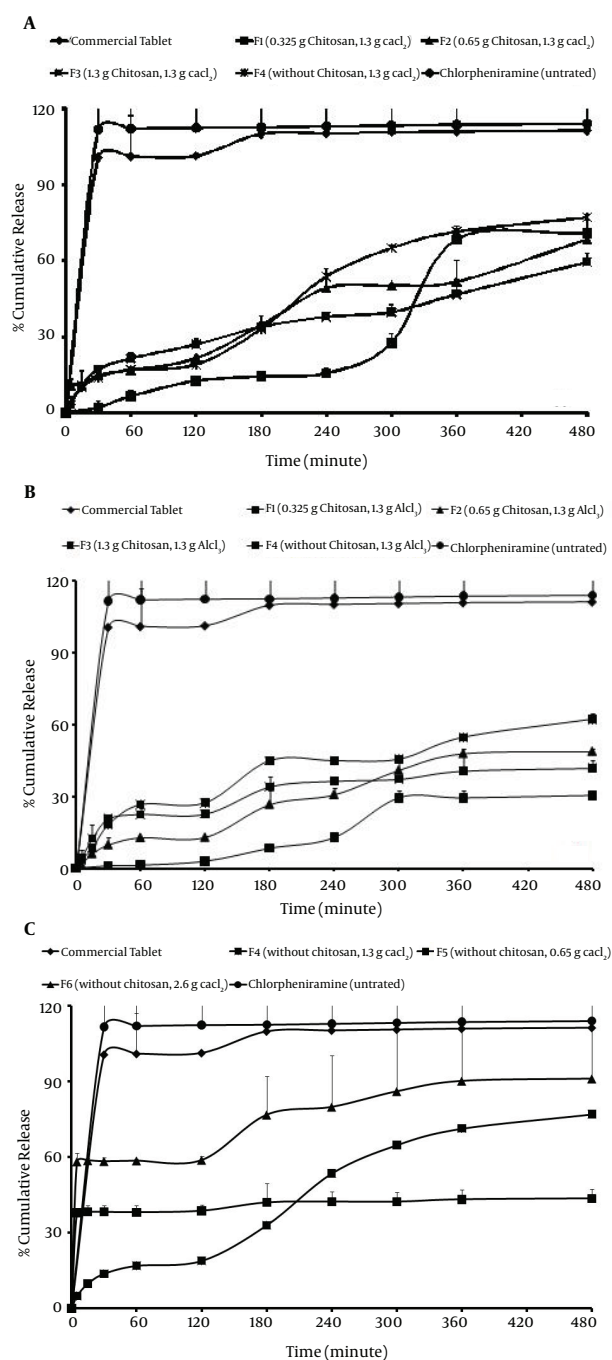 A
Commercial Tablet F1 (0.325 g Chitosan, 1.3 g cacl2) F2 (0.65 g Chitosan, 1.3 g cacl2)
F3 (1.3 g Chitosan, 1.3 g cacl2) F4 (without Chitosan, 1.3 g cacl2) Chlorpheniramine (untrated)
120
90
60
30
0
% Cumulative Release
0 60 120 180 240 300 360 420 480
Time (minute)
B
Commercial Tablet F1 (0.325 g Chitosan, 1.3 g Alcl3) F2 (0.65 g Chitosan, 1.3 g Alcl3)
F3 (1.3 g Chitosan, 1.3 g Alcl3) F4 (without Chitosan, 1.3 g Alcl3) Chlorpheniramine (untrated)
120
90
60
30
0
% Cumulative Release
0 60 120 180 240 300 360 420 480
Time (minute)
C
Commercial Tablet F4 (without chitosan, 1.3 g cacl2) F5 (without chitosan, 0.65 g cacl2)
F6 (without chitosan, 2.6 g cacl2) Chlorpheniramine (untrated)
120
90
60
30
0
% Cumulative Release
0 60 120 180 240 300 360 420 480
Time (minute)